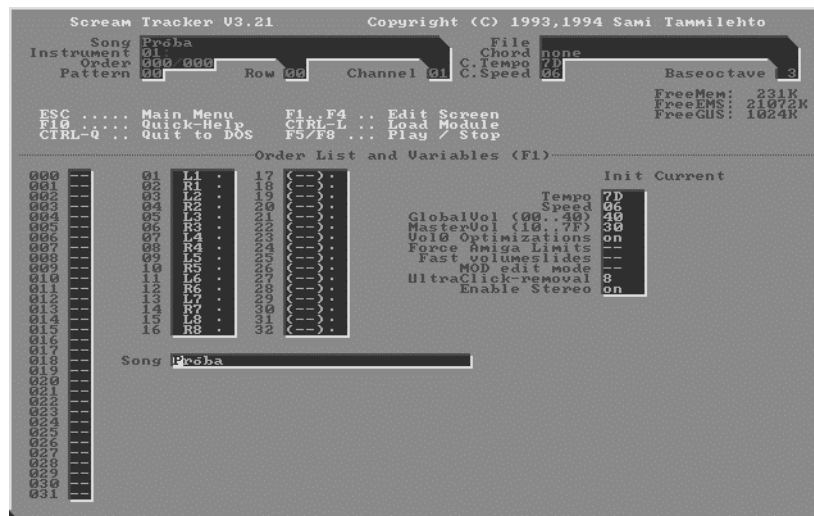 Scream Tracker V3.21 Copyright (C) 1993,1994 Sami Tammilehto
Song Próba File
Instrument 01: Chord none
Order 000/000 C.Tempo 7D
Pattern 00 Row 00 Channel 01 C.Speed 06 Baseoctave 3
FreeMem: 231K
FreeEMS: 21072K
FreeGUS: 1024K
ESC ..... Main Menu F1..F4 .. Edit Screen
F10 ..... Quick-Help CTRL-L .. Load Module
CTRL-Q .. Quit to DOS F5/F8 ... Play / Stop
Order List and Variables (F1)
000 -- 01 L1 . 17 (--). Init Current
001 -- 02 R1 . 18 (--).
002 -- 03 L2 . 19 (--). Tempo 7D
003 -- 04 R2 . 20 (--). Speed 06
004 -- 05 L3 . 21 (--). GlobalVol (00..40) 40
005 -- 06 R3 . 22 (--). MasterVol (10..7F) 30
006 -- 07 L4 . 23 (--). Vol0 Optimizations on
007 -- 08 R4 . 24 (--). Force Amiga Limits --
008 -- 09 L5 . 25 (--). Fast volumeslides --
009 -- 10 R5 . 26 (--). MOD edit mode --
010 -- 11 L6 . 27 (--). UltraClick-removal 8
011 -- 12 R6 . 28 (--). Enable Stereo on
012 -- 13 L7 . 29 (--).
013 -- 14 R7 . 30 (--).
014 -- 15 L8 . 31 (--).
015 -- 16 R8 . 32 (--).
016 --
017 --
018 -- Song Próba
019 --
020 --
021 --
022 --
023 --
024 --
025 --
026 --
027 --
028 --
029 --
030 --
031 --